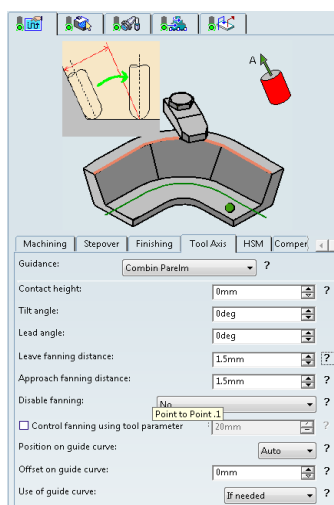 A
Machining Stepover Finishing Tool Axis HSM Comper
Guidance: Combin Parelm ?
Contact height: 0mm ?
Tilt angle: 0deg ?
Lead angle: 0deg ?
Leave fanning distance: 1.5mm ?
Approach fanning distance: 1.5mm ?
Disable fanning: No ?
Point to Point .1
Control fanning using tool parameter : 20mm ?
Position on guide curve: Auto ?
Offset on guide curve: 0mm ?
Use of guide curve: If needed ?